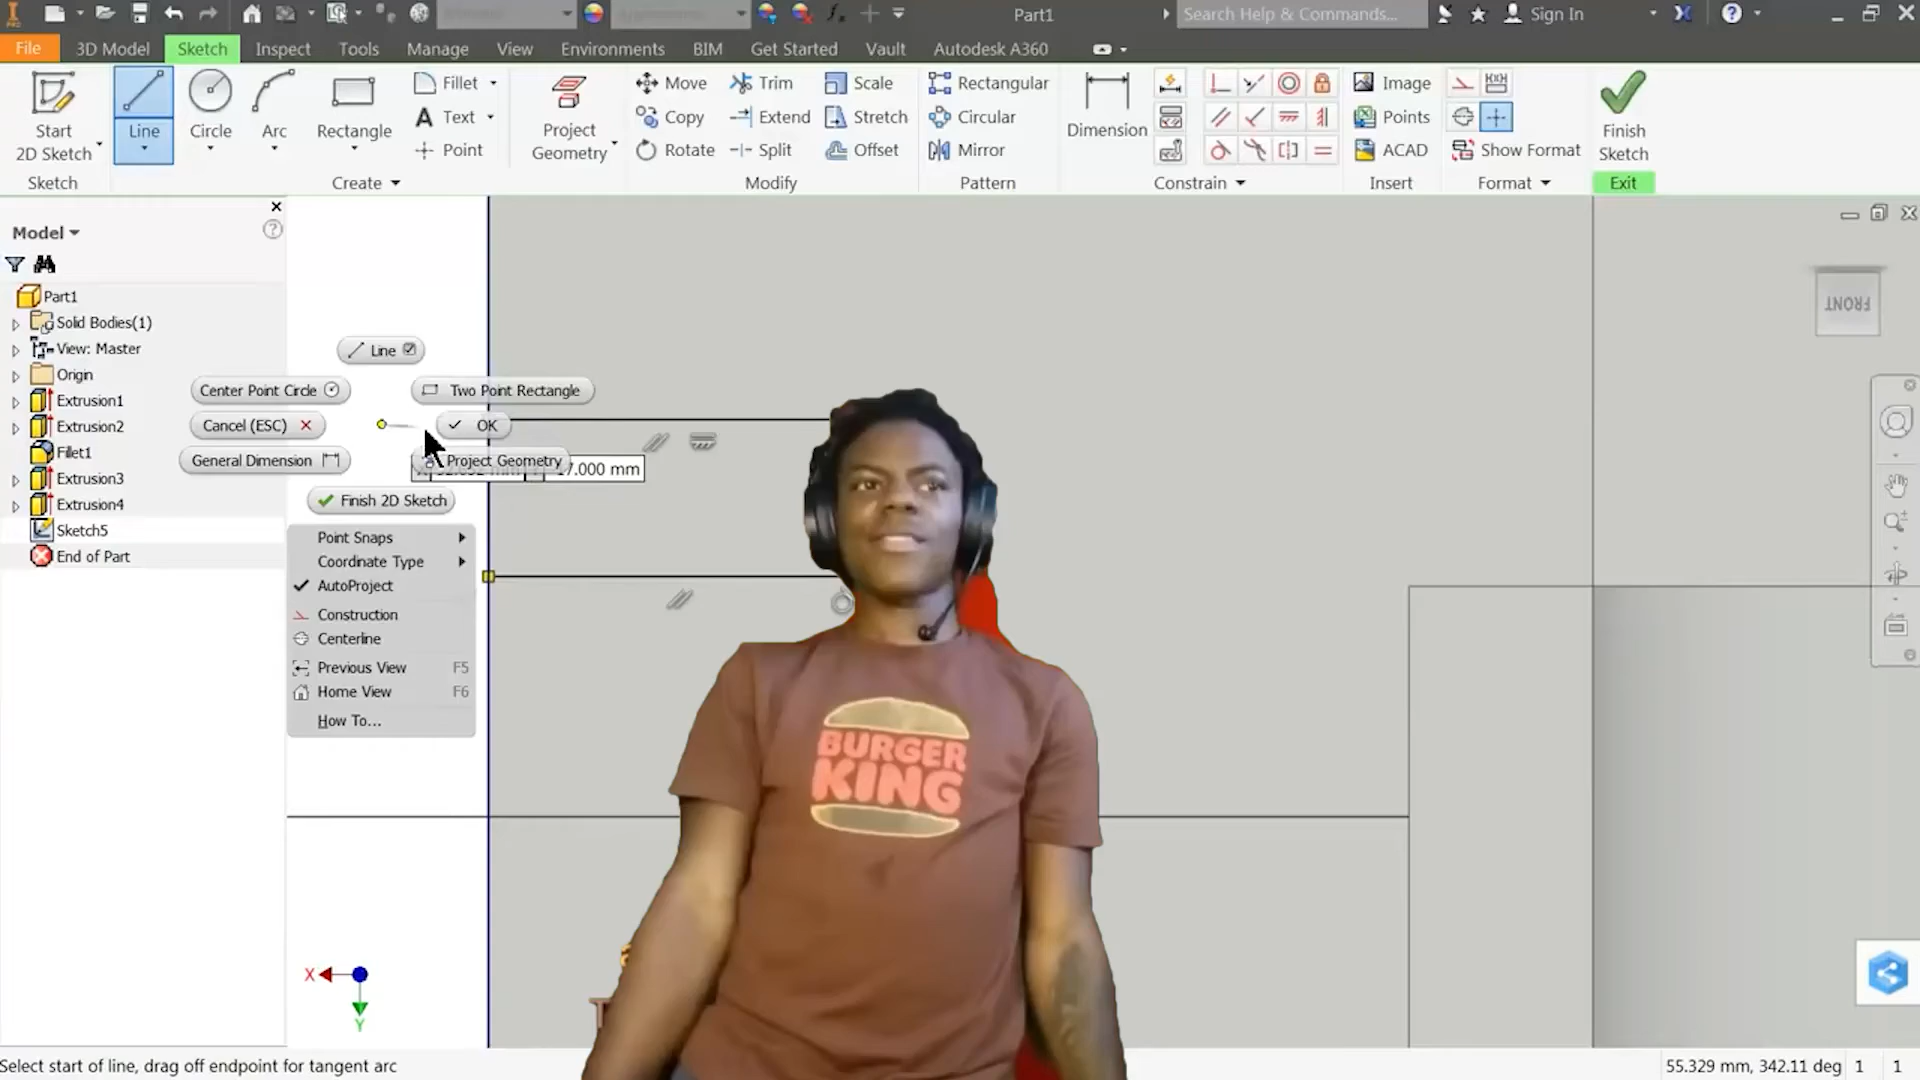 Part1
Search Help & Commands...
Sign In
File
3D Model
Sketch
Inspect
Tools
Manage
View
Environments
BIM
Get Started
Vault
Autodesk A360
Start
2D Sketch
Line
Circle
Arc
Rectangle
Fillet
Text
Point
Project
Geometry
Move
Copy
Rotate
Trim
Extend
Split
Scale
Stretch
Offset
Rectangular
Circular
Mirror
Dimension
Image
Points
ACAD
Show Format
Finish
Sketch
Sketch
Create
Modify
Pattern
Constrain
Insert
Format
Exit
Model
Part1
Solid Bodies(1)
View: Master
Origin
Extrusion1
Extrusion2
Fillet1
Extrusion3
Extrusion4
Sketch5
End of Part
Line
Center Point Circle
Two Point Rectangle
Cancel (ESC)
OK
General Dimension
Project Geometry
7.000 mm
Finish 2D Sketch
Point Snaps
Coordinate Type
AutoProject
Construction
Centerline
Previous View F5
Home View F6
How To...
FRONT
BURGER
KING
X
Y
Select start of line, drag off endpoint for tangent arc
55.329 mm, 342.11 deg 1 1